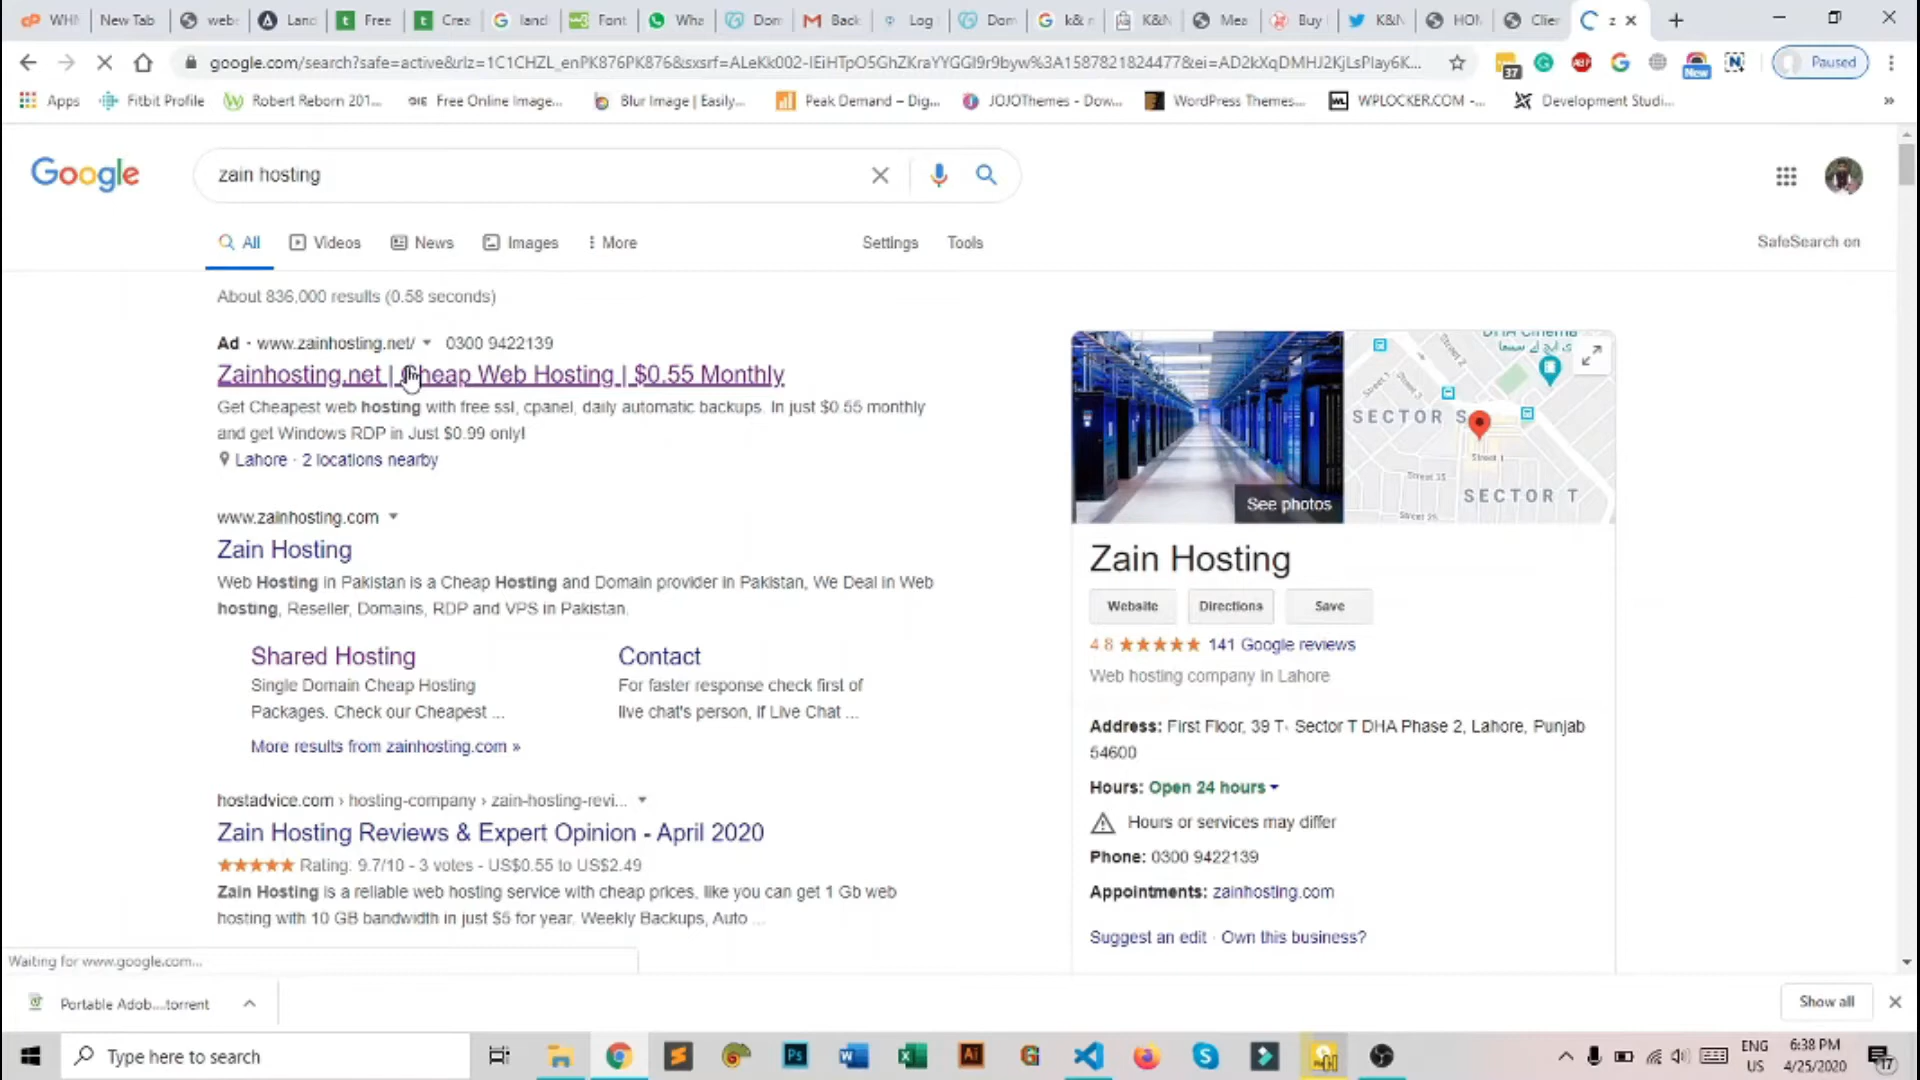 WHM
New Tab
webs
Land
Free
Crea
land
Font
Wha
Dom
Back
Log
Dom
k& n
K&N
Mea
Buy
K&N
HOM
Clien
z
google.com/search?safe=active&rlz=1C1CHZL_enPK876PK876&sxsrf=ALeKk002-IEiHTpO5GhZKraYYGGl9r9byw%3A1587821824477&ei=AD2kXqDMHJ2KjLsPlay6K...
37
New
Paused
Apps
Fitbit Profile
Robert Reborn 201...
Free Online Image...
Blur Image | Easily...
Peak Demand – Dig...
JOJOThemes - Dow...
WordPress Themes...
WPLOCKER.COM -...
Development Studi...
»
Google
zain hosting
All
Videos
News
Images
More
Settings
Tools
SafeSearch on
About 836,000 results (0.58 seconds)
Ad · www.zainhosting.net/ 0300 9422139
Zainhosting.net | Cheap Web Hosting | $0.55 Monthly
Get Cheapest web hosting with free ssl, cpanel, daily automatic backups. In just $0.55 monthly
and get Windows RDP in Just $0.99 only!
Lahore · 2 locations nearby
www.zainhosting.com
Zain Hosting
Web Hosting in Pakistan is a Cheap Hosting and Domain provider in Pakistan, We Deal in Web
hosting, Reseller, Domains, RDP and VPS in Pakistan.
Shared Hosting
Single Domain Cheap Hosting
Packages. Check our Cheapest ...
Contact
For faster response check first of
live chat's person, If Live Chat ...
More results from zainhosting.com »
hostadvice.com › hosting-company › zain-hosting-revi...
Zain Hosting Reviews & Expert Opinion - April 2020
Rating: 9.7/10 - 3 votes - US$0.55 to US$2.49
Zain Hosting is a reliable web hosting service with cheap prices, like you can get 1 Gb web
hosting with 10 GB bandwidth in just $5 for year. Weekly Backups, Auto ...
See photos
DHA Cinema
Street 2
SECTOR S
Street 1
SECTOR T
Zain Hosting
Website
Directions
Save
4.8 141 Google reviews
Web hosting company in Lahore
Address: First Floor, 39 T- Sector T DHA Phase 2, Lahore, Punjab
54600
Hours: Open 24 hours
Hours or services may differ
Phone: 0300 9422139
Appointments: zainhosting.com
Suggest an edit · Own this business?
Waiting for www.google.com...
Portable Adob....torrent
Show all
Type here to search
ENG
US
6:38 PM
4/25/2020
17